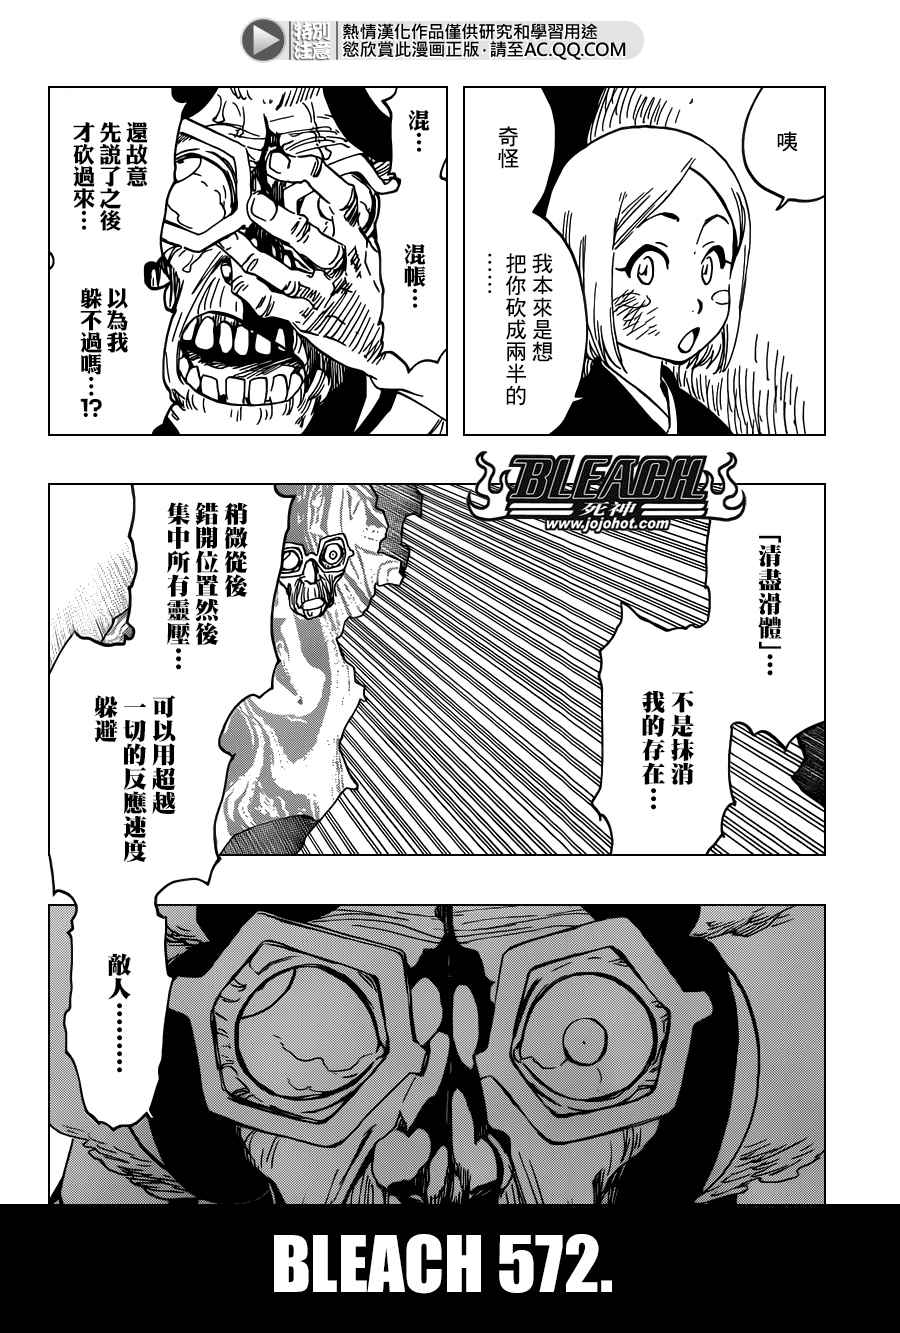 特別
注意
熱情漢化作品僅供研究和學習用途
慾欣賞此漫画正版·請至AC.QQ.COM
咦
奇怪
我本來是想
把你砍成兩半的
……
混…
混帳…
還故意
先說了之後
才砍過來…
以為我
躲不過嗎…!?
BLEACH
死神
www.jojohot.com
『清盡滑體』…
不是抹消
我的存在…
稍微從後
錯開位置然後
集中所有靈壓…
可以用超越
一切的反應速度
躲避
敵人………
BLEACH 572.